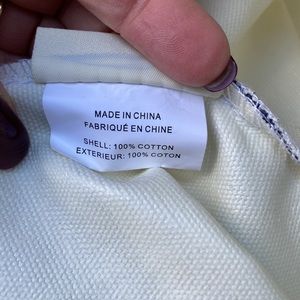 MADE IN CHINA
FABRIQUÉ EN CHINE
SHELL: 100% COTTON
EXTERIEUR: 100% COTON